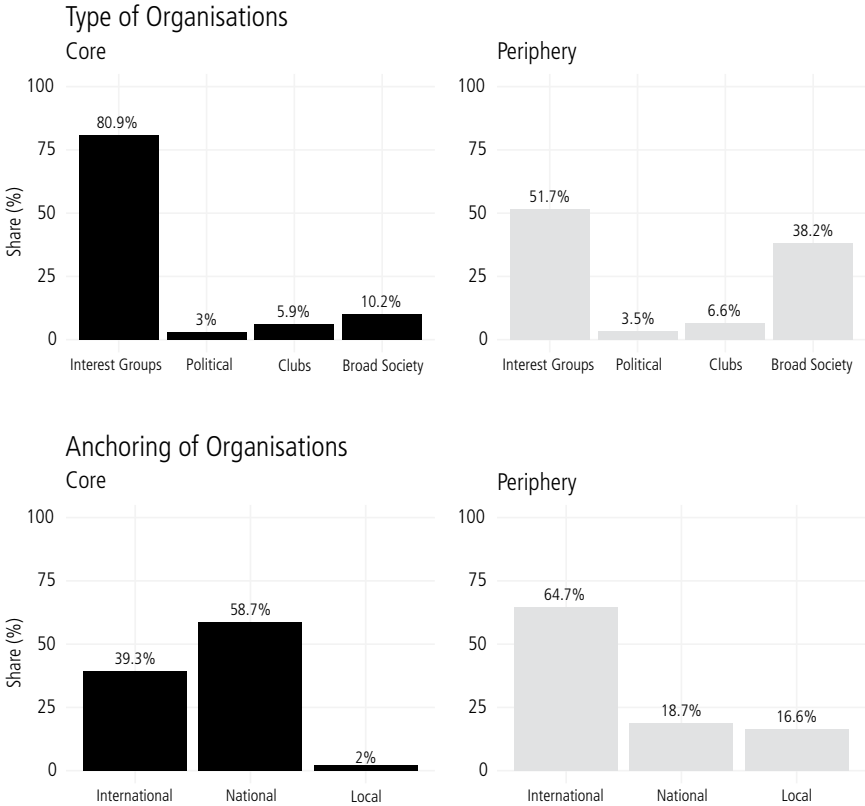 Type of Organisations
Core
Periphery
100
75
50
25
0
Share (%)
80.9%
3%
5.9%
10.2%
Interest Groups
Political
Clubs
Broad Society
100
75
50
25
0
51.7%
3.5%
6.6%
38.2%
Interest Groups
Political
Clubs
Broad Society
Anchoring of Organisations
Core
Periphery
100
75
50
25
0
Share (%)
39.3%
58.7%
2%
International
National
Local
100
75
50
25
0
64.7%
18.7%
16.6%
International
National
Local